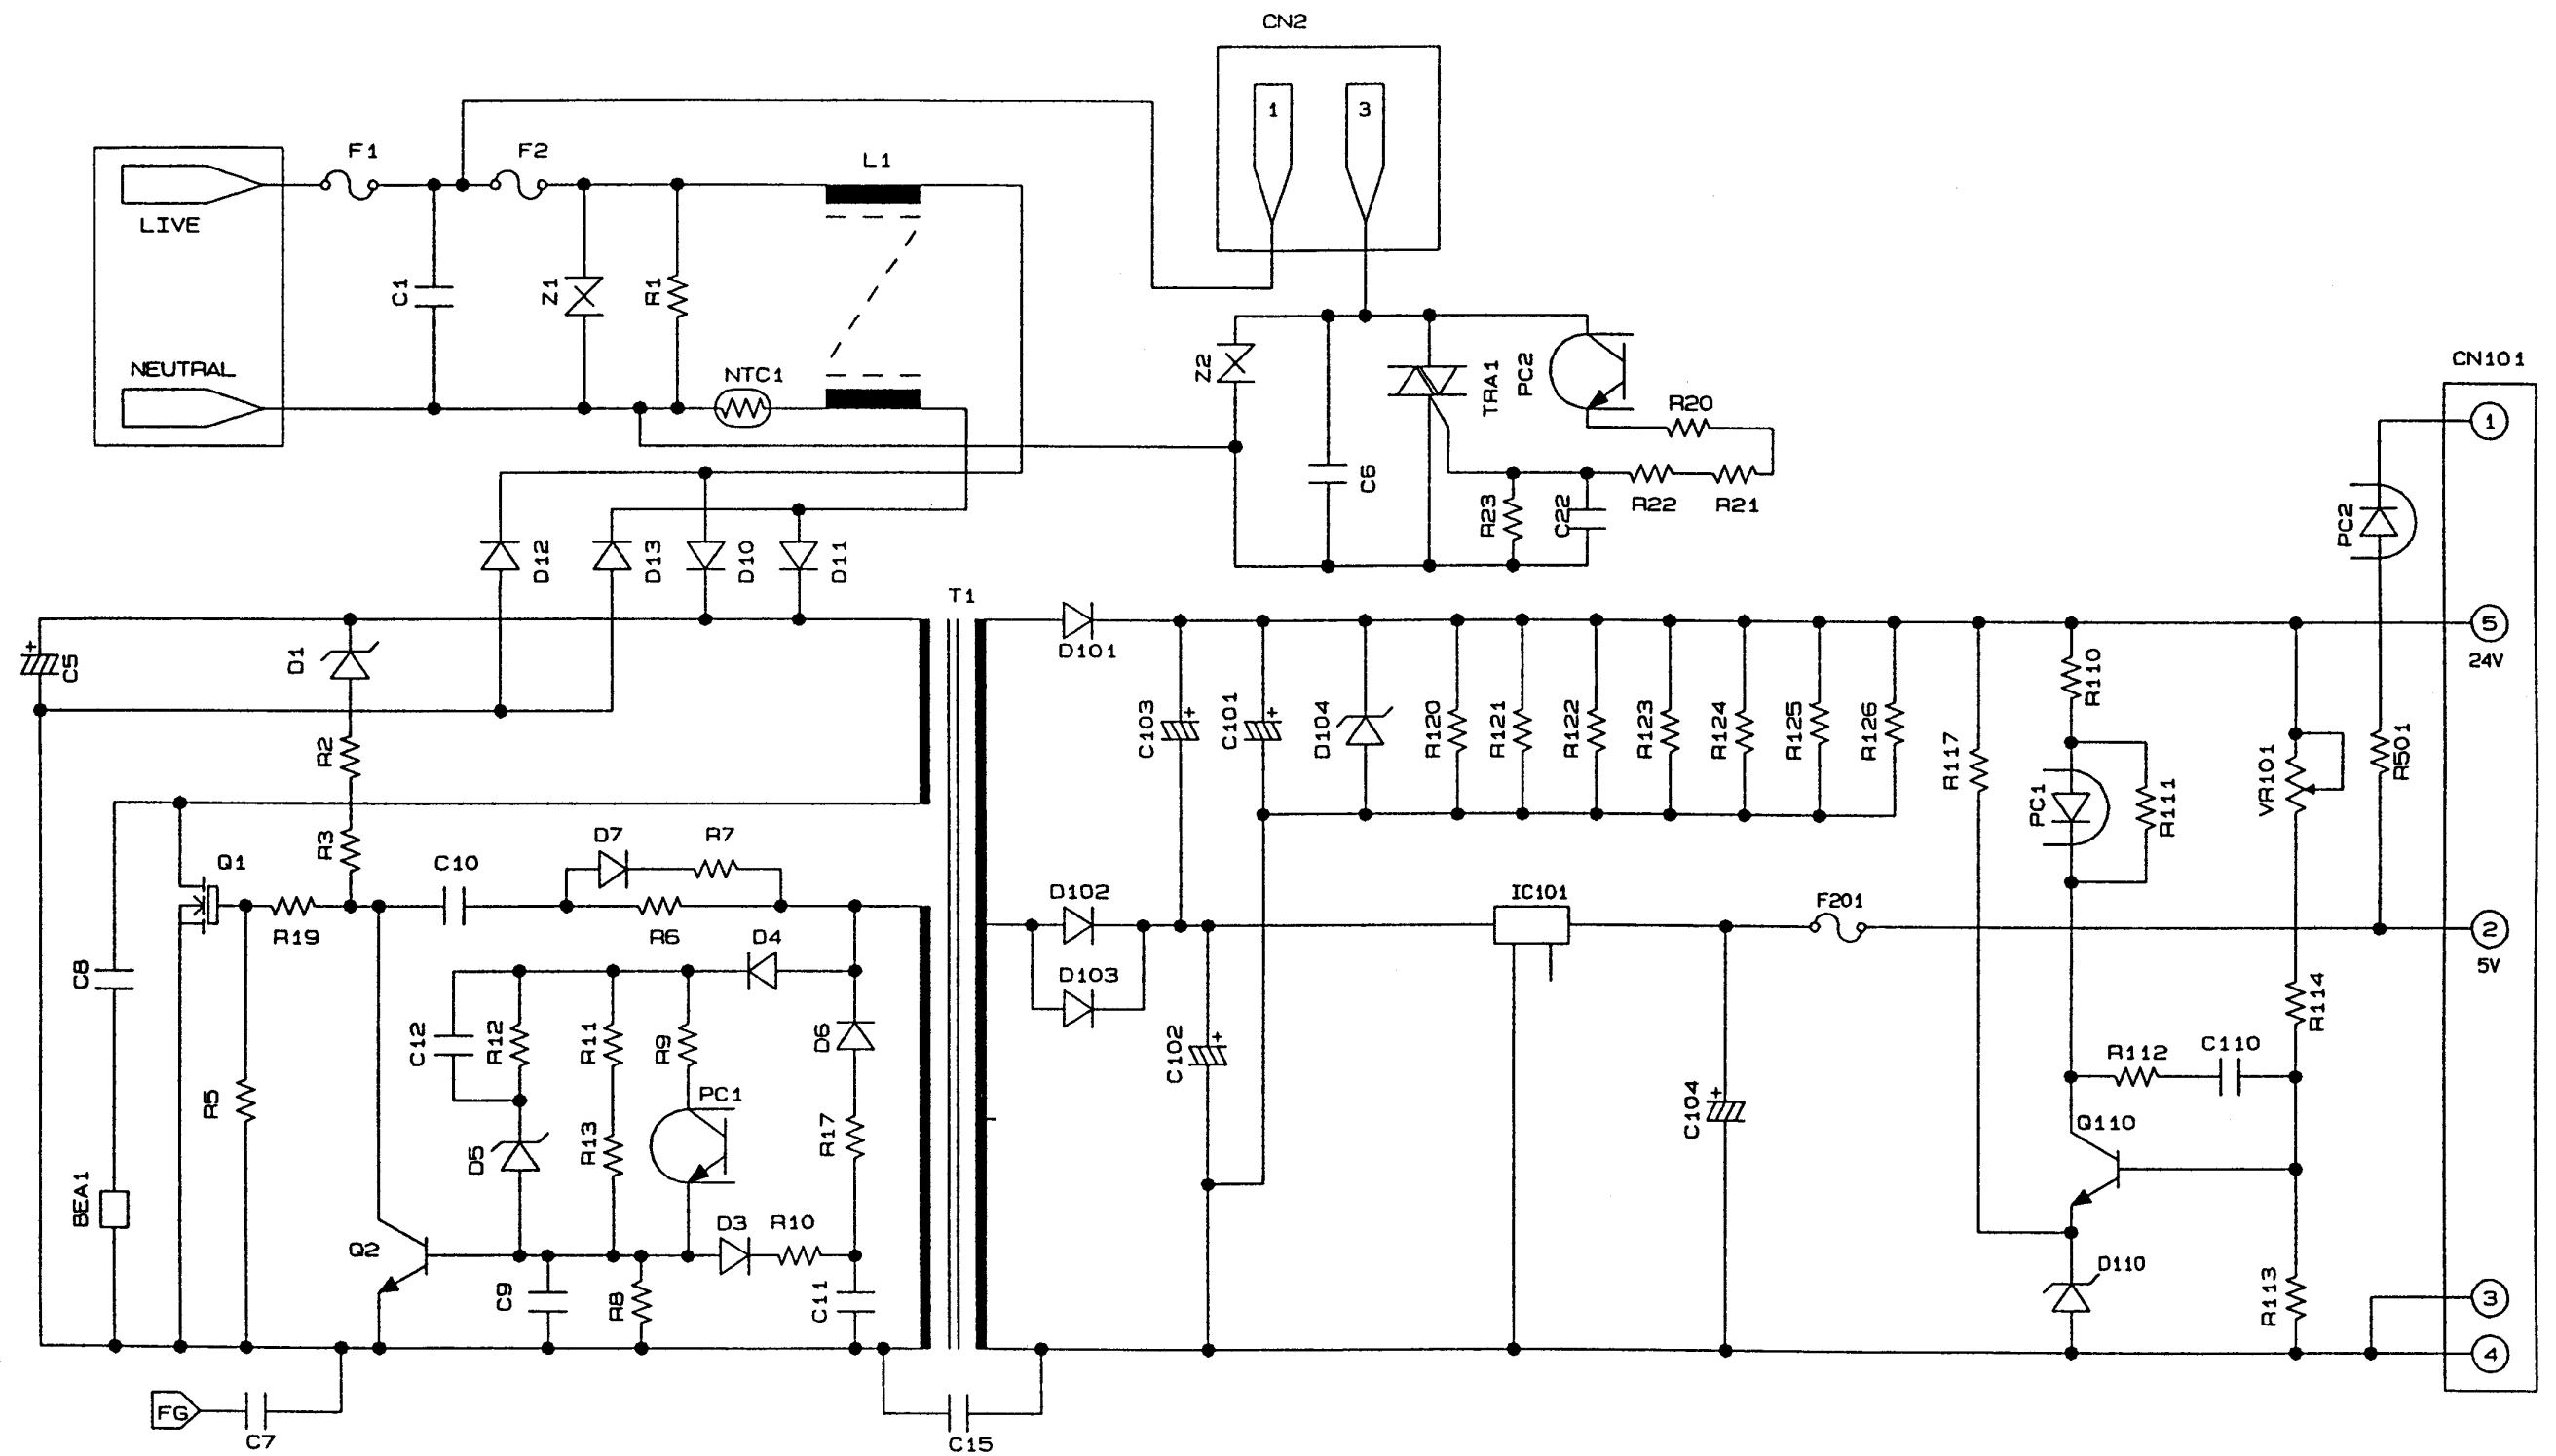 CN2
1 3
F1 F2 L1
LIVE
C1 Z1 R1
NEUTRAL NTC1
Z2 C6 TRA1 PC2
R20
R23 C22 R22 R21
CN101
1
PC2
D12 D13 D10 D11
T1
+ C5 D1
D101
5
24V
C103 + C101 + D104 R120 R121 R122 R123 R124 R125 R126
R117 R110 PC1 R111 VR101 R501
R2
R3
Q1 R19 C10 D7 R7
R6 D4
D102
D103
IC101 F201
2
5V
C8 R5 BEA1
C12 R12 R11 R9 D6
D5 R13 PC1 R17
C102 + C104 +
R112 C110 R114
Q110
Q2 D3 R10
C9 R8 C11
D110 R113
3
4
FG C7
C15